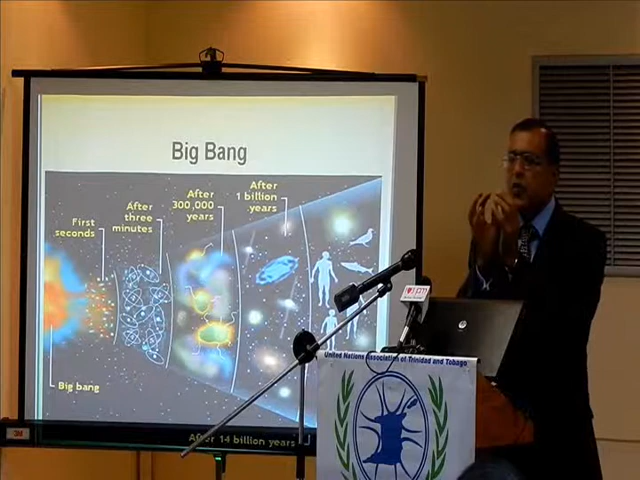 Big Bang
After
1 billion
years
After
300,000
years
After
three
minutes
First
seconds
Big bang
After 14 billion years
United Nations Association of Trinidad and Tobago